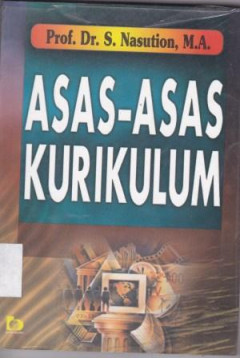 Prof. Dr. S. Nasution, M.A.
ASAS-ASAS
KURIKULUM